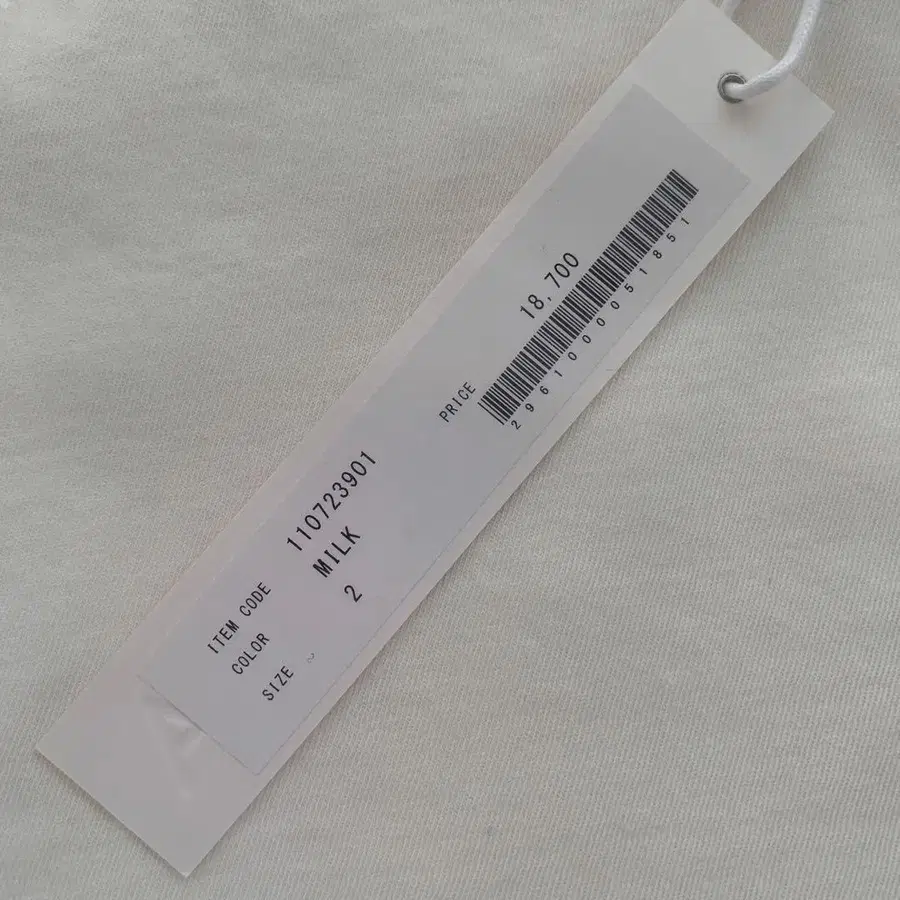 ITEM CODE 110723901
COLOR MILK
SIZE 2
PRICE 18,700
2961000051851